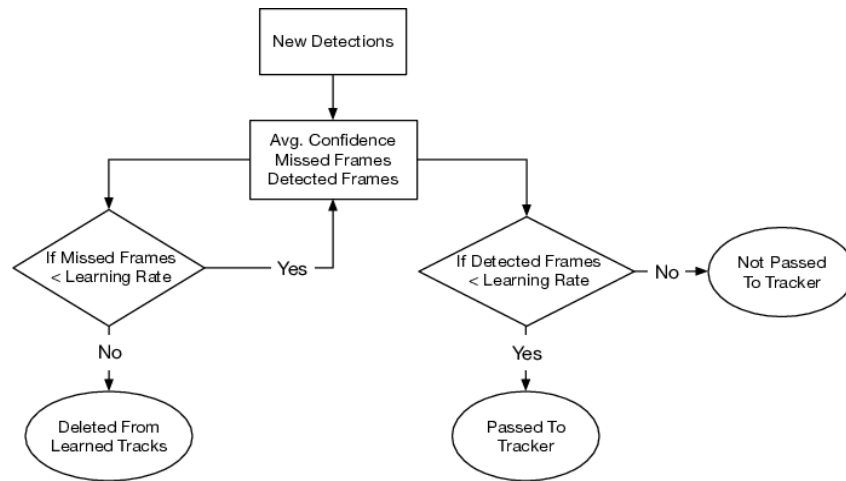 New Detections
Avg. Confidence
Missed Frames
Detected Frames
If Missed Frames
< Learning Rate
Yes
If Detected Frames
< Learning Rate
No
Not Passed
To Tracker
No
Yes
Deleted From
Learned Tracks
Passed To
Tracker